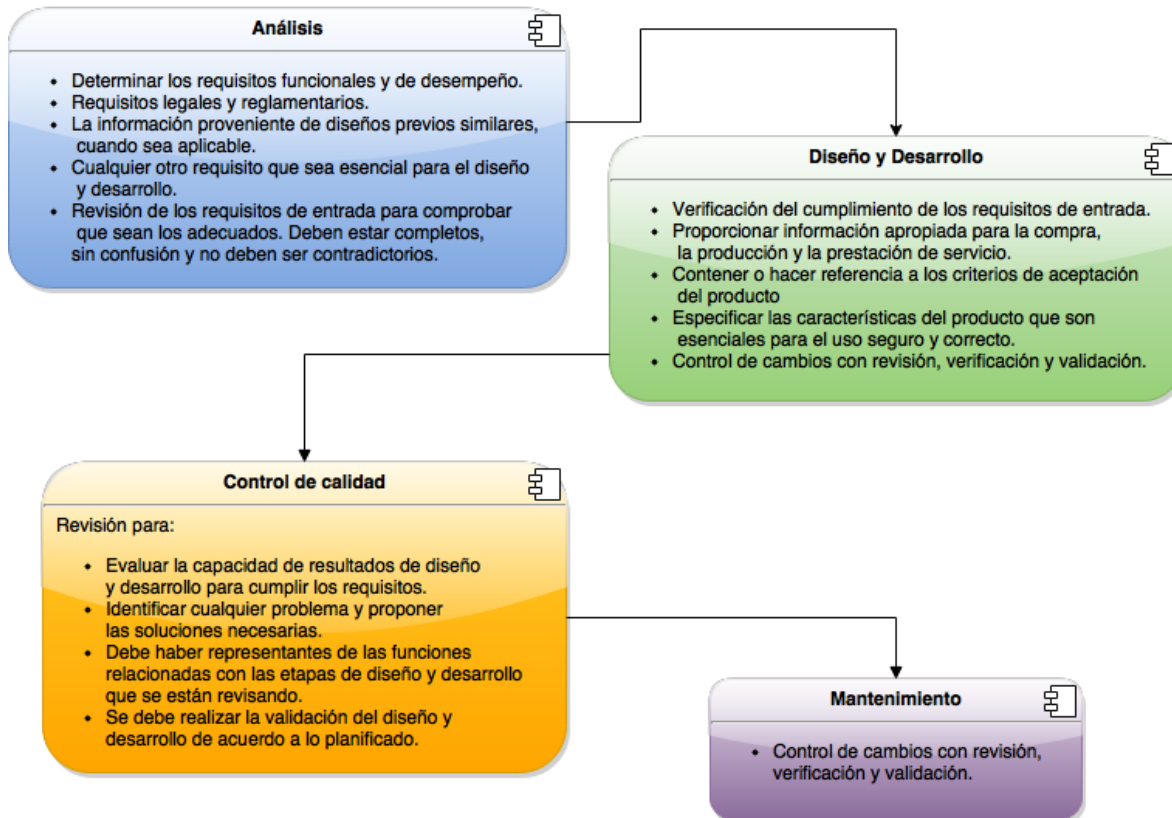 Análisis
• Determinar los requisitos funcionales y de desempeño.
• Requisitos legales y reglamentarios.
• La información proveniente de diseños previos similares,
cuando sea aplicable.
• Cualquier otro requisito que sea esencial para el diseño
y desarrollo.
• Revisión de los requisitos de entrada para comprobar
que sean los adecuados. Deben estar completos,
sin confusión y no deben ser contradictorios.
Diseño y Desarrollo
• Verificación del cumplimiento de los requisitos de entrada.
• Proporcionar información apropiada para la compra,
la producción y la prestación de servicio.
• Contener o hacer referencia a los criterios de aceptación
del producto
• Especificar las características del producto que son
esenciales para el uso seguro y correcto.
• Control de cambios con revisión, verificación y validación.
Control de calidad
Revisión para:
• Evaluar la capacidad de resultados de diseño
y desarrollo para cumplir los requisitos.
• Identificar cualquier problema y proponer
las soluciones necesarias.
• Debe haber representantes de las funciones
relacionadas con las etapas de diseño y desarrollo
que se están revisando.
• Se debe realizar la validación del diseño y
desarrollo de acuerdo a lo planificado.
Mantenimiento
• Control de cambios con revisión,
verificación y validación.